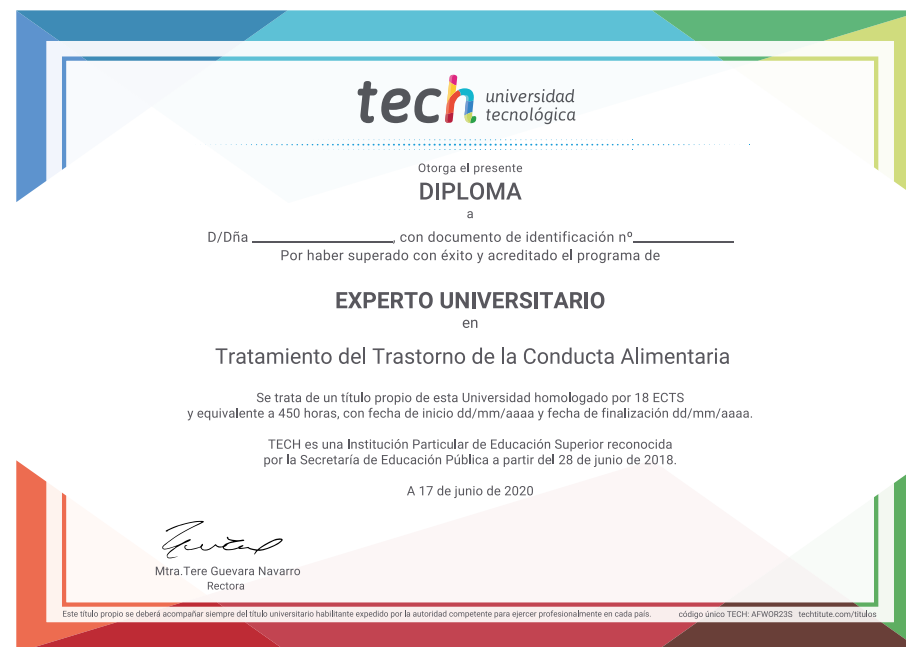 tech universidad
tecnológica
Otorga el presente
DIPLOMA
a
D/Dña ____________________, con documento de identificación nº______________
Por haber superado con éxito y acreditado el programa de
EXPERTO UNIVERSITARIO
en
Tratamiento del Trastorno de la Conducta Alimentaria
Se trata de un título propio de esta Universidad homologado por 18 ECTS
y equivalente a 450 horas, con fecha de inicio dd/mm/aaaa y fecha de finalización dd/mm/aaaa.
TECH es una Institución Particular de Educación Superior reconocida
por la Secretaría de Educación Pública a partir del 28 de junio de 2018.
A 17 de junio de 2020
Mtra.Tere Guevara Navarro
Rectora
Este título propio se deberá acompañar siempre del título universitario habilitante expedido por la autoridad competente para ejercer profesionalmente en cada país. código único TECH: AFWOR23S techtitute.com/titulos